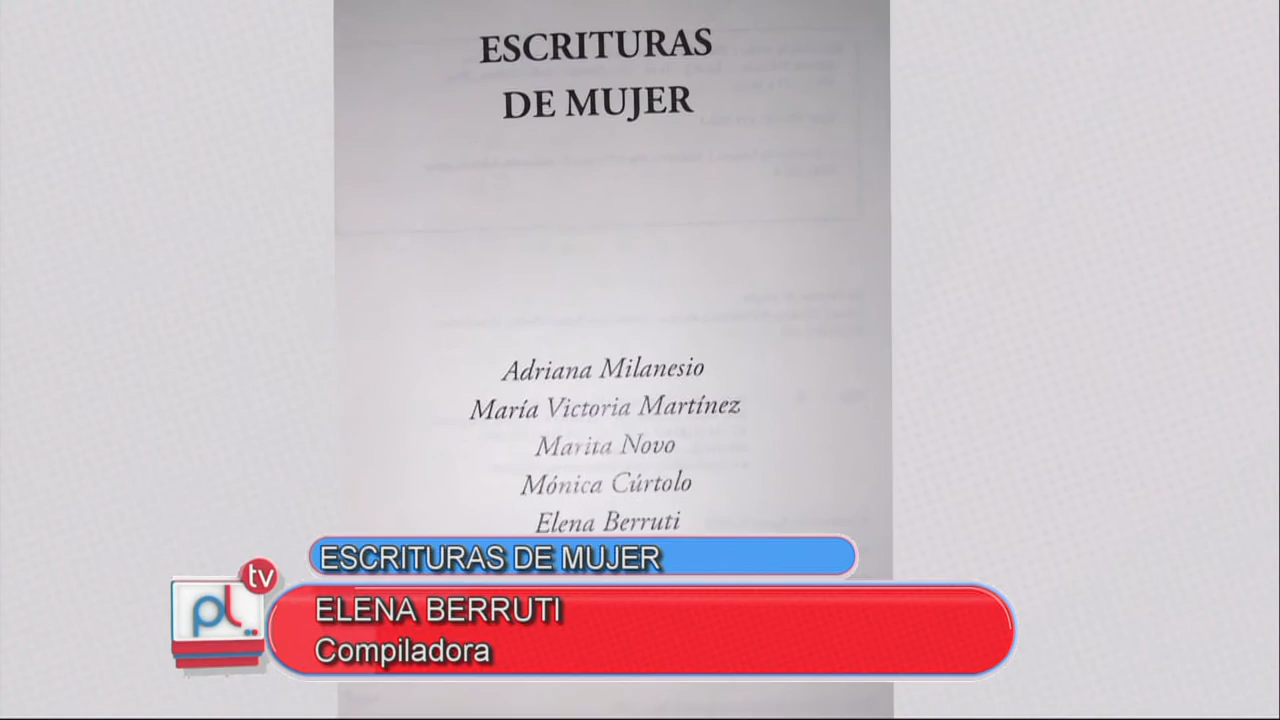 ESCRITURAS
DE MUJER
Adriana Milanesio
María Victoria Martínez
Marita Novo
Mónica Cúrtolo
Elena Berruti
ESCRITURAS DE MUJER
tv
pl
ELENA BERRUTI
Compiladora